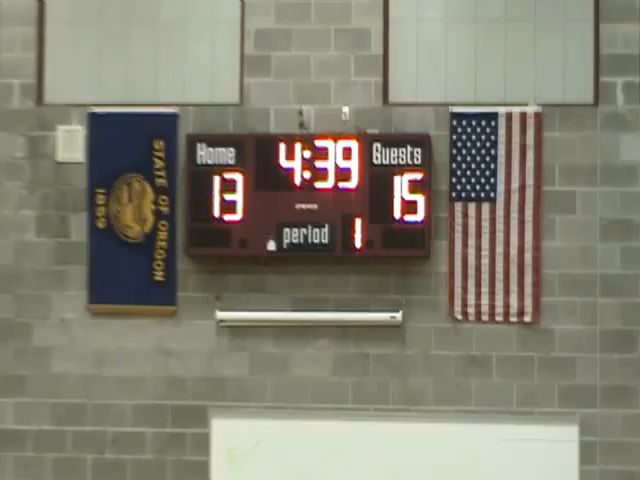 Home 4:39 Guests
13 15
period 1
STATE OF OREGON
1859